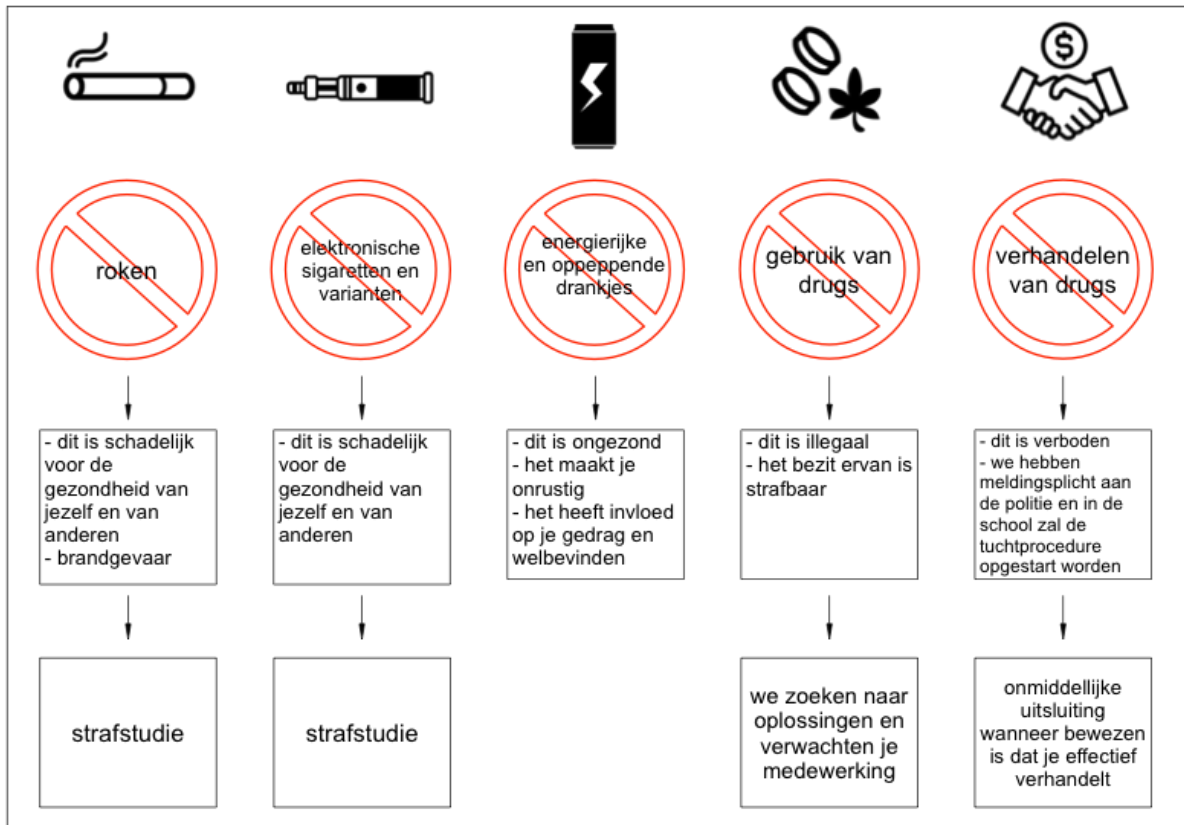 $
roken
elektronische
sigaretten en
varianten
energierijke
en oppeppende
drankjes
gebruik van
drugs
verhandelen
van drugs
- dit is schadelijk
voor de
gezondheid van
jezelf en van
anderen
- brandgevaar
- dit is schadelijk
voor de
gezondheid van
jezelf en van
anderen
- dit is ongezond
- het maakt je
onrustig
- het heeft invloed
op je gedrag en
welbevinden
- dit is illegaal
- het bezit ervan is
strafbaar
- dit is verboden
- we hebben
meldingsplicht aan
de politie en in de
school zal de
tuchtprocedure
opgestart worden
strafstudie
strafstudie
we zoeken naar
oplossingen en
verwachten je
medewerking
onmiddellijke
uitsluiting
wanneer bewezen
is dat je effectief
verhandelt